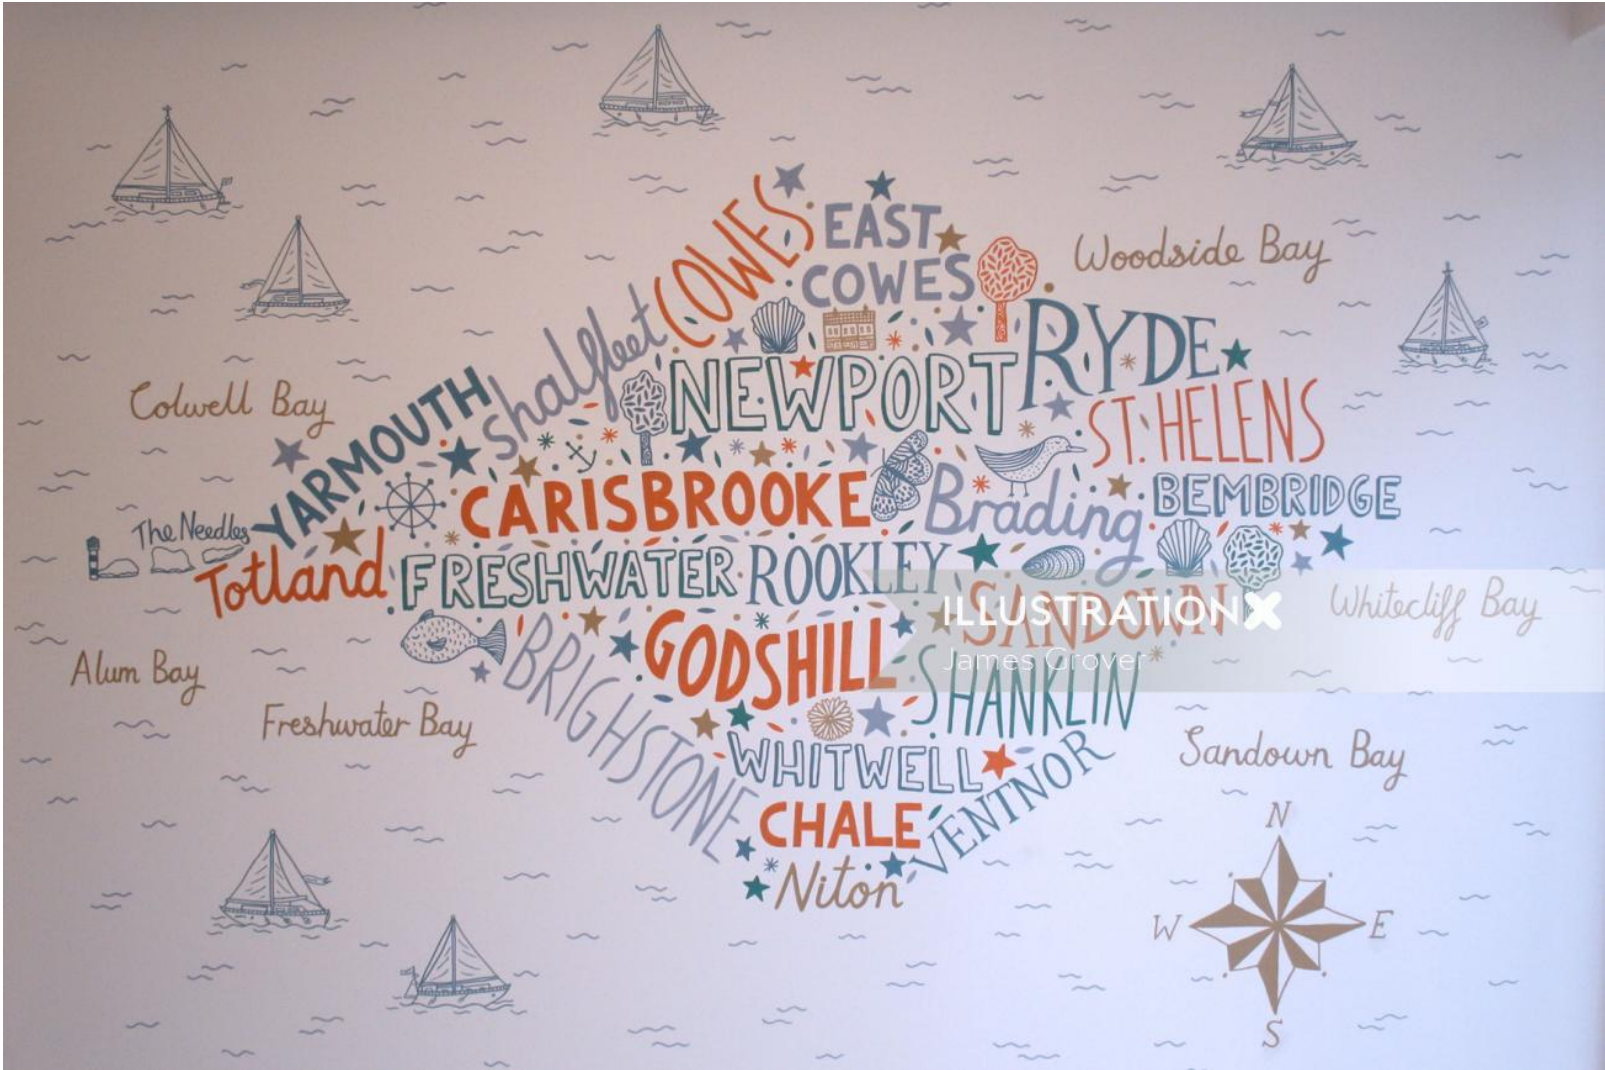 COWES
EAST
COWES
Woodside Bay
Shalfleet
NEWPORT
RYDE
Colwell Bay
YARMOUTH
ST. HELENS
CARISBROOKE
Brading
BEMBRIDGE
The Needles
Totland
FRESHWATER
ROOKLEY
SANDOWN
Whitecliff Bay
ILLUSTRATIONX
James Grover
Alum Bay
BRIGHSTONE
GODSHILL
SHANKLIN
Freshwater Bay
WHITWELL
Sandown Bay
CHALE
VENTNOR
Niton
N
W
E
S